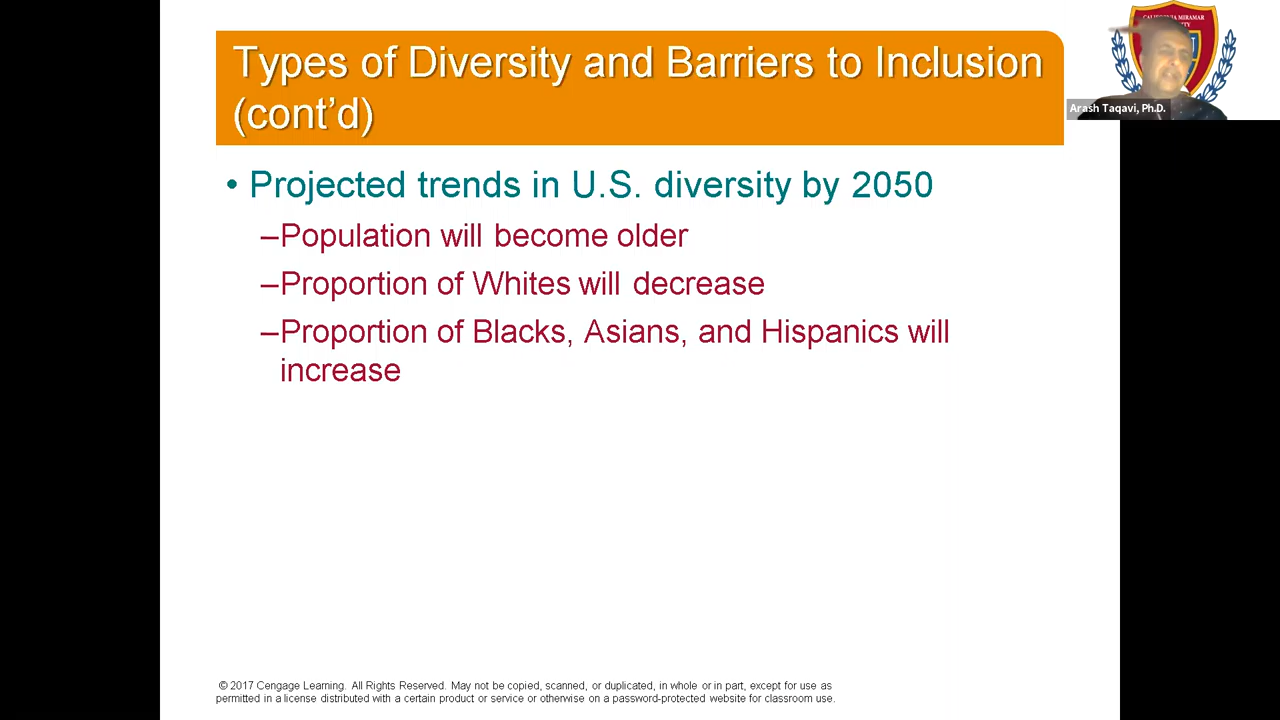 Types of Diversity and Barriers to Inclusion
(cont’d)
• Projected trends in U.S. diversity by 2050
–Population will become older
–Proportion of Whites will decrease
–Proportion of Blacks, Asians, and Hispanics will
increase
CALIFORNIA MIRAMAR
Arash Taqavi, Ph.D.
© 2017 Cengage Learning. All Rights Reserved. May not be copied, scanned, or duplicated, in whole or in part, except for use as
permitted in a license distributed with a certain product or service or otherwise on a password-protected website for classroom use.